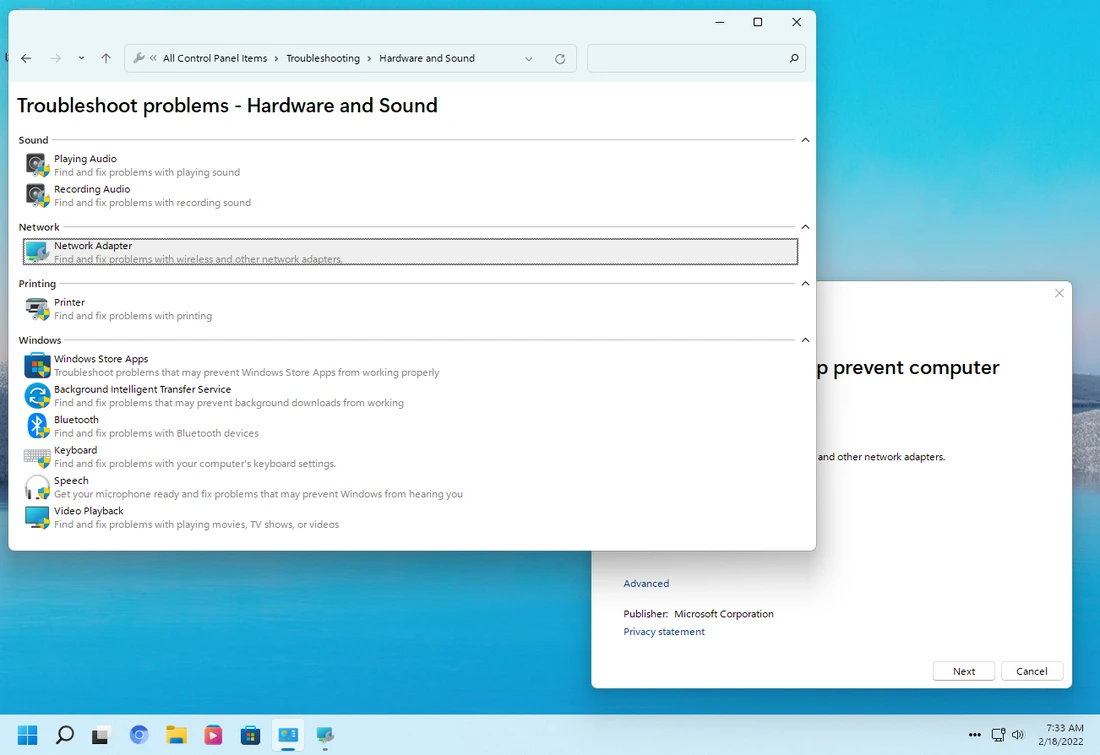 All Control Panel Items › Troubleshooting › Hardware and Sound
Troubleshoot problems - Hardware and Sound
Sound
Playing Audio
Find and fix problems with playing sound
Recording Audio
Find and fix problems with recording sound
Network
Network Adapter
Find and fix problems with wireless and other network adapters.
Printing
Printer
Find and fix problems with printing
Windows
Windows Store Apps
Troubleshoot problems that may prevent Windows Store Apps from working properly
Background Intelligent Transfer Service
Find and fix problems that may prevent background downloads from working
Bluetooth
Find and fix problems with Bluetooth devices
Keyboard
Find and fix problems with your computer's keyboard settings.
Speech
Get your microphone ready and fix problems that may prevent Windows from hearing you
Video Playback
Find and fix problems with playing movies, TV shows, or videos
p prevent computer
and other network adapters.
Advanced
Publisher: Microsoft Corporation
Privacy statement
Next Cancel
7:33 AM
2/18/2022